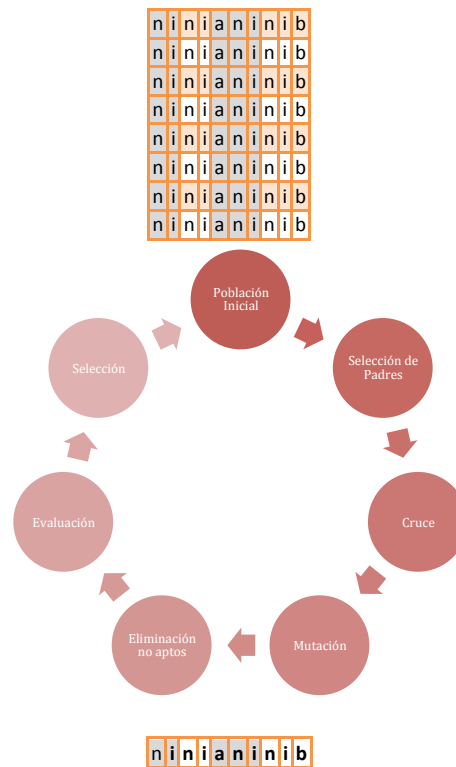 n i n i a n i n i b
n i n i a n i n i b
n i n i a n i n i b
n i n i a n i n i b
n i n i a n i n i b
n i n i a n i n i b
n i n i a n i n i b
n i n i a n i n i b
Población
Inicial
Selección de
Padres
Cruce
Mutación
Eliminación
no aptos
Evaluación
Selección
n i n i a n i n i b